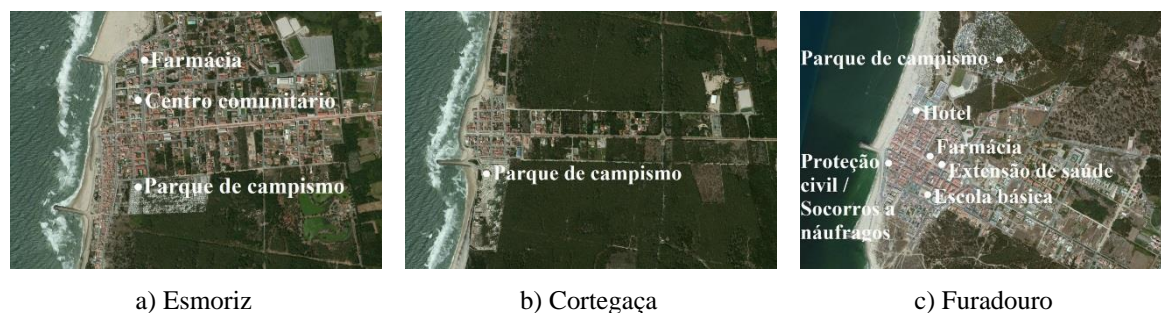 Farmácia
Centro comunitário
Parque de campismo
a) Esmoriz
Parque de campismo
b) Cortegaça
Parque de campismo
Hotel
Farmácia
Proteção
civil /
Socorros a
náufragos
Extensão de saúde
Escola básica
c) Furadouro